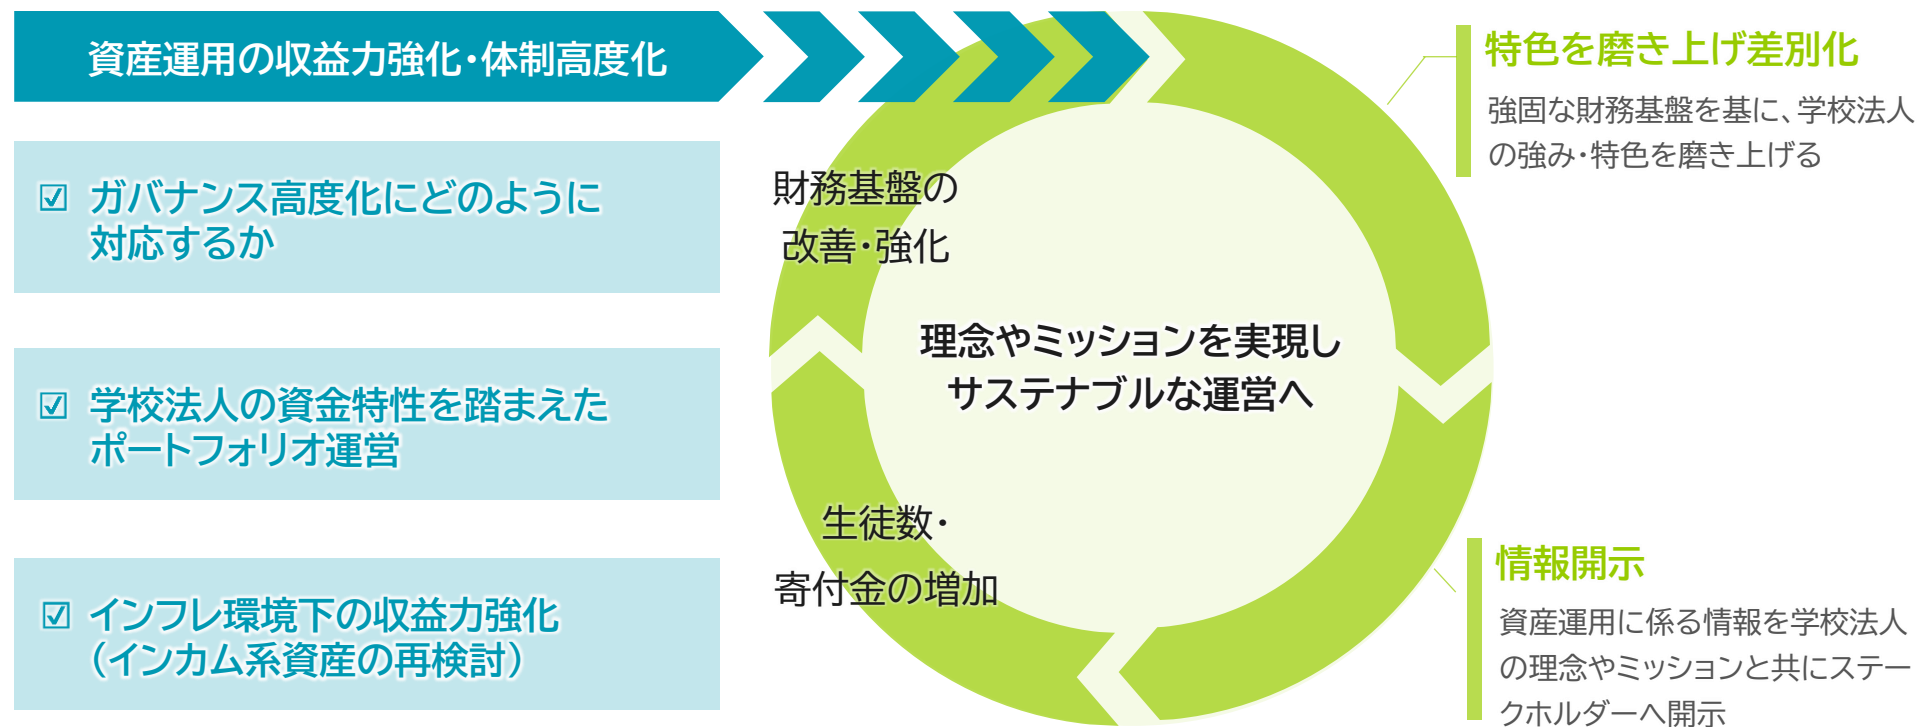 資産運用の収益力強化・体制高度化
☑ ガバナンス高度化にどのように
対応するか
☑ 学校法人の資金特性を踏まえた
ポートフォリオ運営
☑ インフレ環境下の収益力強化
（インカム系資産の再検討）
財務基盤の
改善・強化
理念やミッションを実現し
サステナブルな運営へ
生徒数・
寄付金の増加
特色を磨き上げ差別化
強固な財務基盤を基に、学校法人
の強み・特色を磨き上げる
情報開示
資産運用に係る情報を学校法人
の理念やミッションと共にステー
クホルダーへ開示